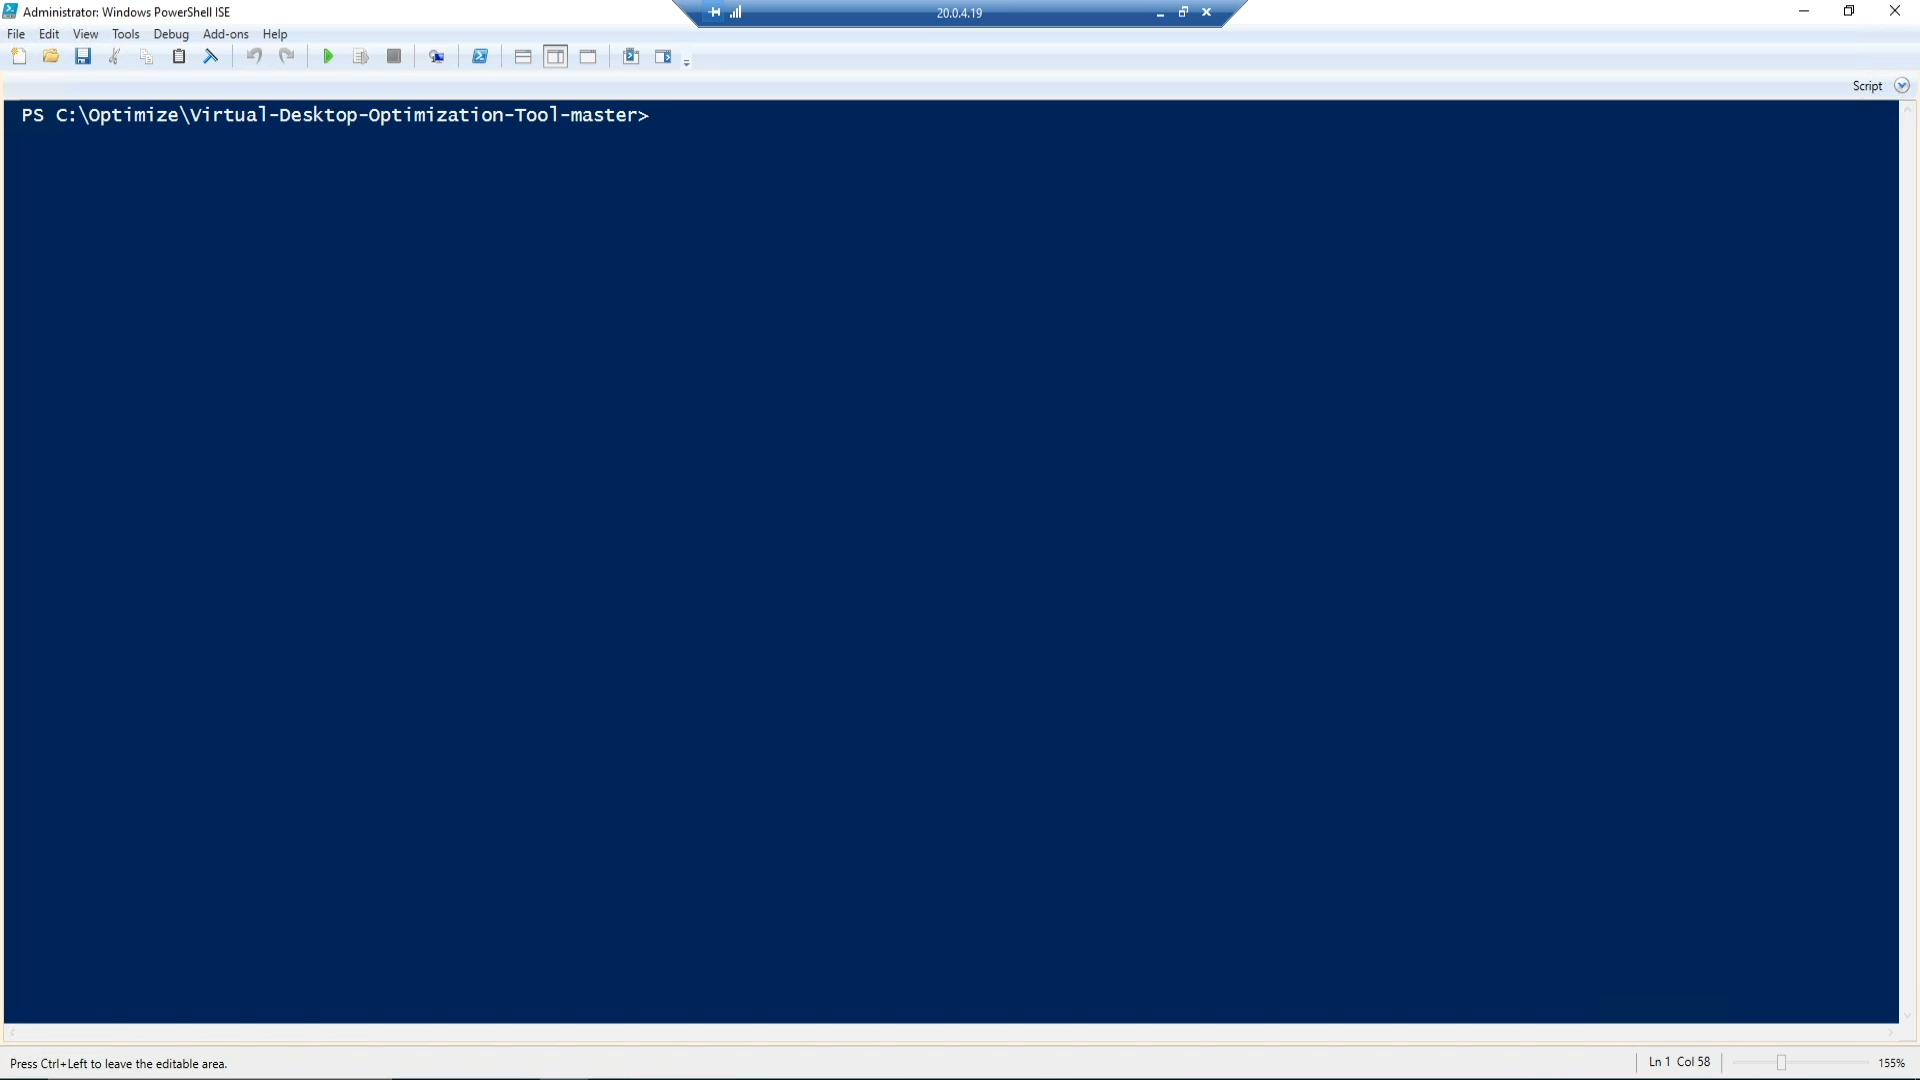 Administrator: Windows PowerShell ISE
20.0.4.19
File Edit View Tools Debug Add-ons Help
Script
PS C:\Optimize\Virtual-Desktop-Optimization-Tool-master>
Press Ctrl+Left to leave the editable area.
Ln 1 Col 58
155%